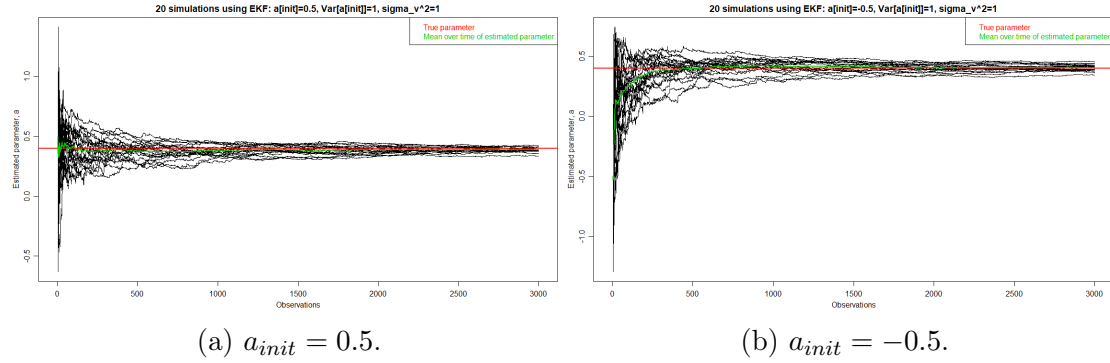 20 simulations using EKF: a[init]=0.5, Var[a[init]]=1, sigma_v^2=1
True parameter
Mean over time of estimated parameter
Estimated parameter, a
1.0
0.5
0.0
-0.5
0 500 1000 1500 2000 2500 3000
Observations
(a) a_{init} = 0.5.
20 simulations using EKF: a[init]=-0.5, Var[a[init]]=1, sigma_v^2=1
True parameter
Mean over time of estimated parameter
Estimated parameter, a
0.5
0.0
-0.5
-1.0
0 500 1000 1500 2000 2500 3000
Observations
(b) a_{init} = −0.5.